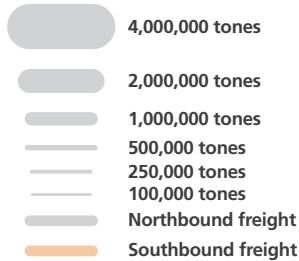 4,000,000 tones
2,000,000 tones
1,000,000 tones
500,000 tones
250,000 tones
100,000 tones
Northbound freight
Southbound freight